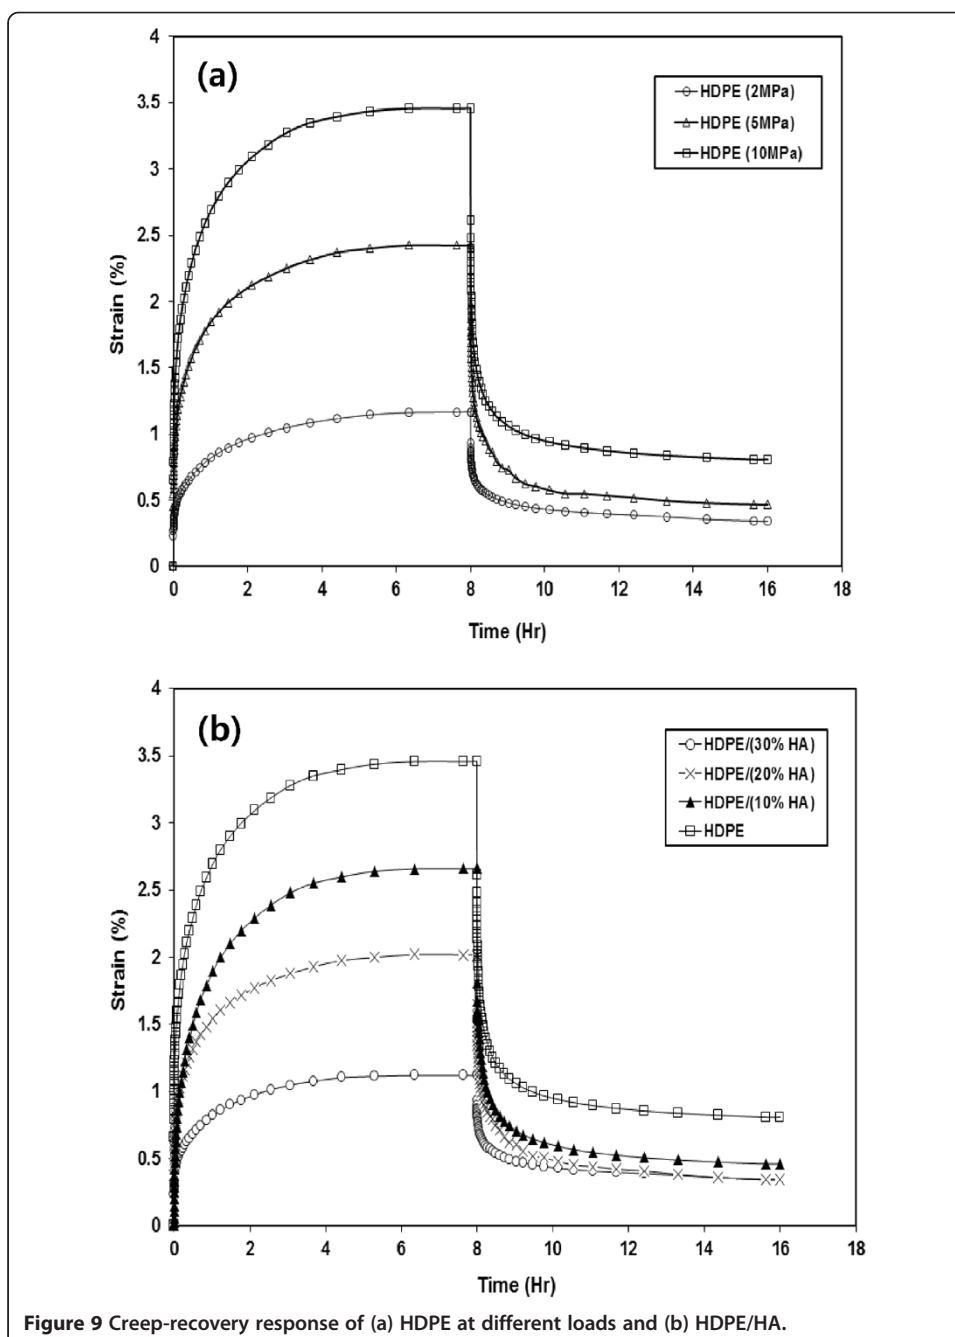 (a)
4
3.5
3
2.5
2
1.5
1
0.5
0
Strain (%)
HDPE (2MPa)
HDPE (5MPa)
HDPE (10MPa)
0 2 4 6 8 10 12 14 16 18
Time (Hr)
(b)
4
3.5
3
2.5
2
1.5
1
0.5
0
Strain (%)
HDPE/(30% HA)
HDPE/(20% HA)
HDPE/(10% HA)
HDPE
0 2 4 6 8 10 12 14 16 18
Time (Hr)
Figure 9 Creep-recovery response of (a) HDPE at different loads and (b) HDPE/HA.